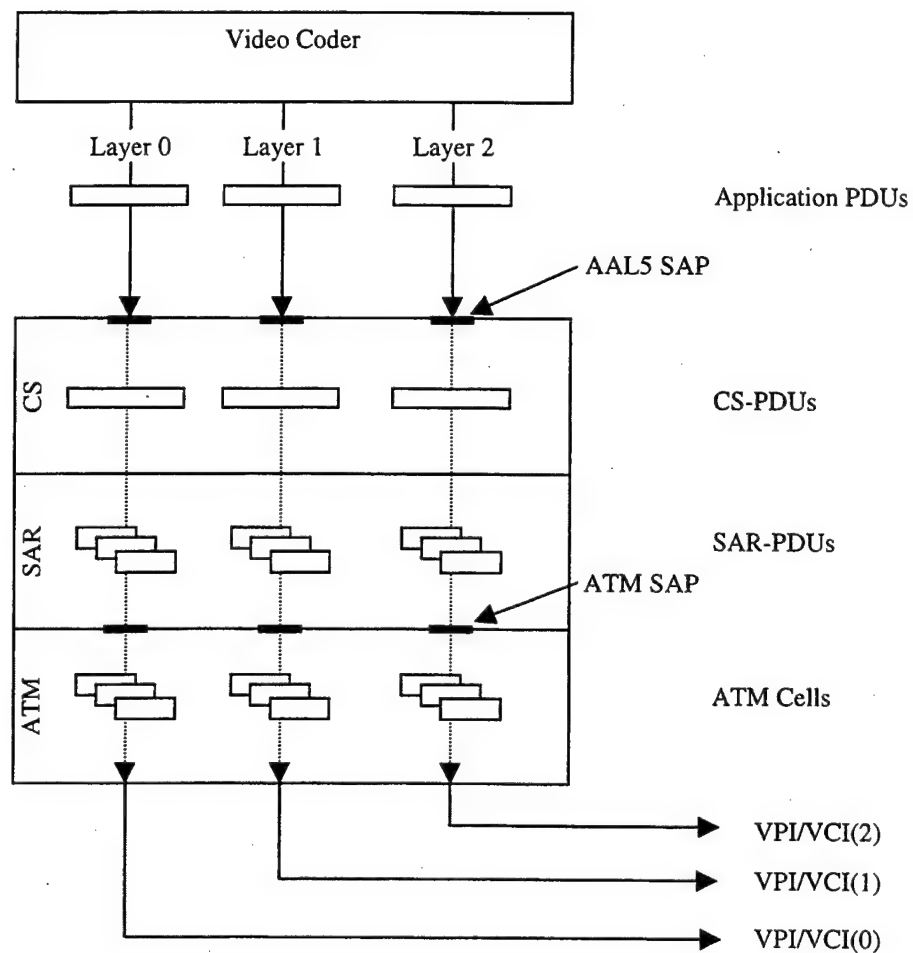 Video Coder
Layer 0
Layer 1
Layer 2
Application PDUs
AAL5 SAP
CS
CS-PDUs
SAR
SAR-PDUs
ATM SAP
ATM
ATM Cells
VPI/VCI(2)
VPI/VCI(1)
VPI/VCI(0)